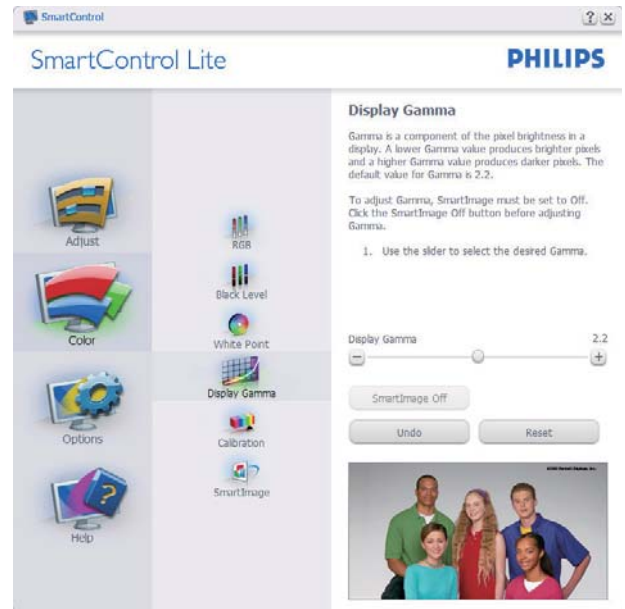 SmartControl
SmartControl Lite
PHILIPS
Adjust
Color
Options
Help
RGB
Black Level
White Point
Display Gamma
Calibration
SmartImage
Display Gamma
Gamma is a component of the pixel brightness in a
display. A lower Gamma value produces brighter pixels
and a higher Gamma value produces darker pixels. The
default value for Gamma is 2.2.
To adjust Gamma, SmartImage must be set to Off.
Click the SmartImage Off button before adjusting
Gamma.
1. Use the slider to select the desired Gamma.
Display Gamma 2.2
SmartImage Off
Undo Reset